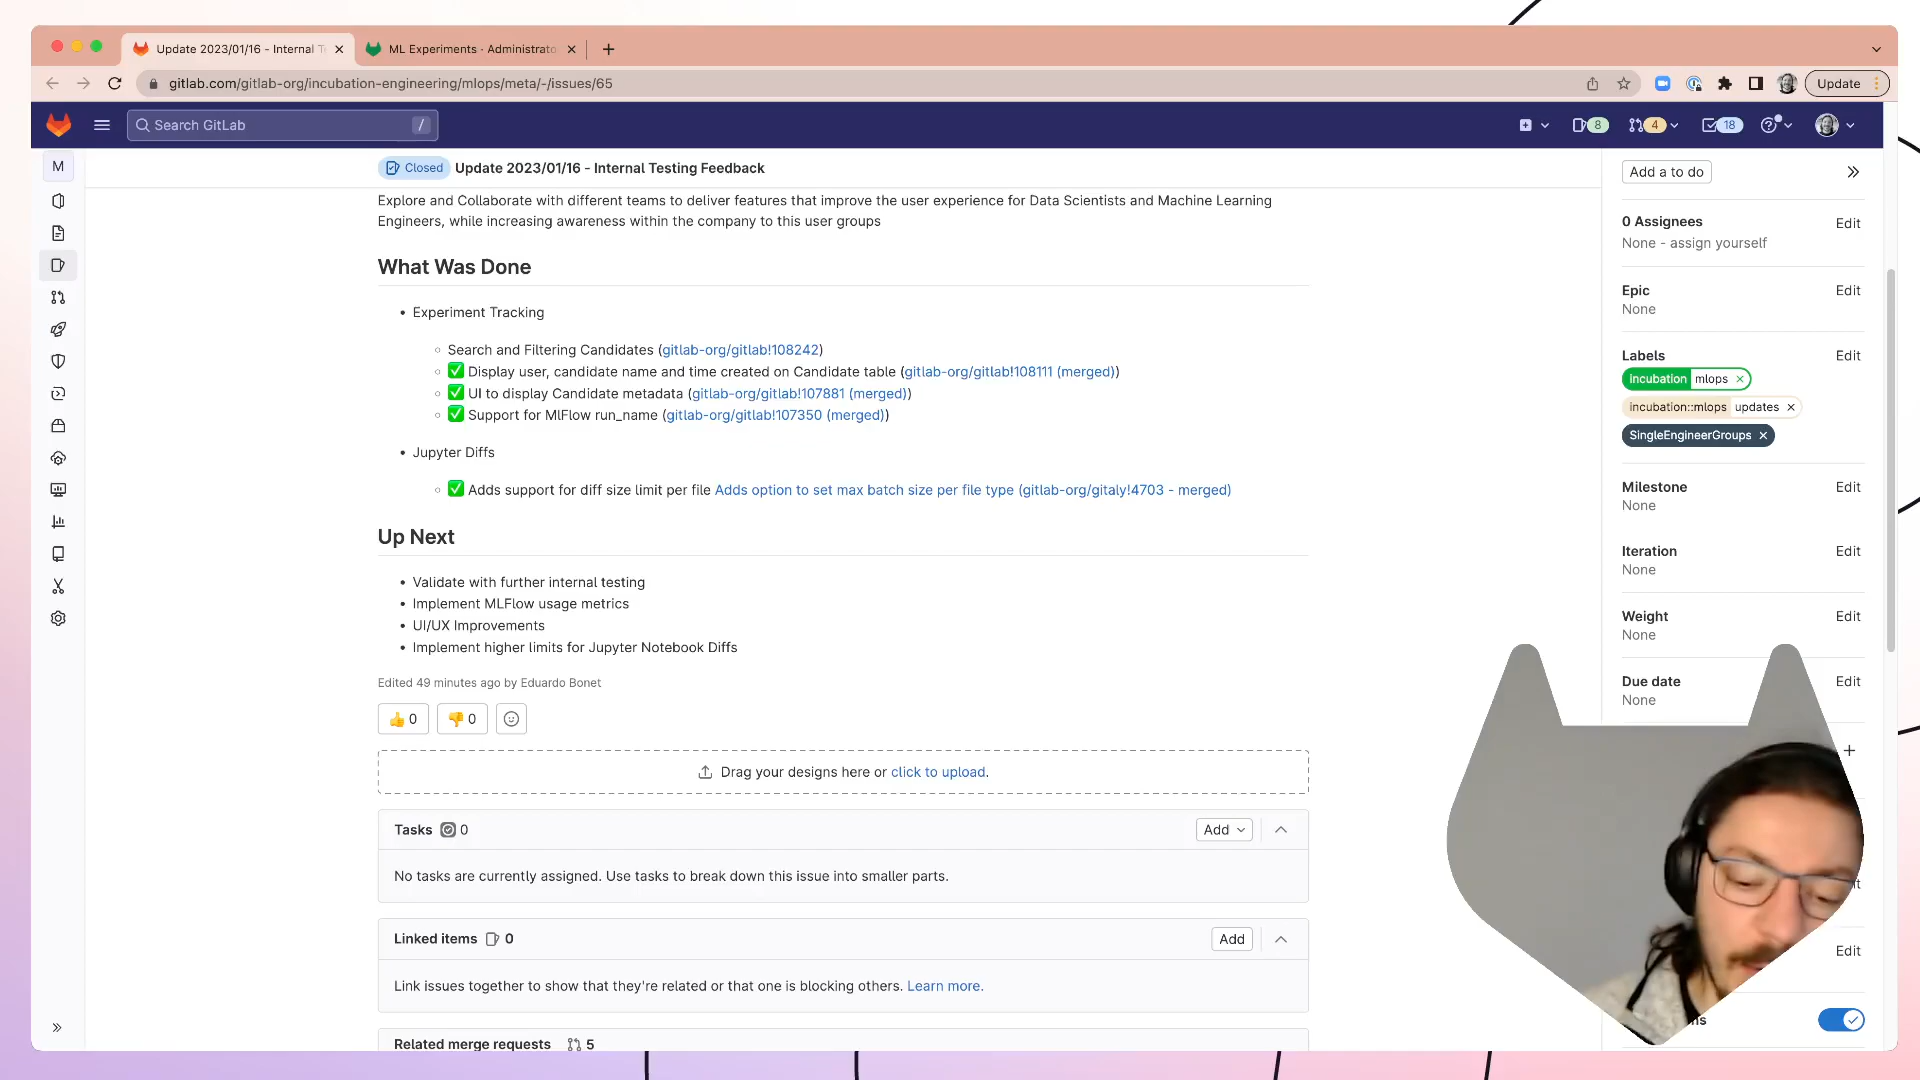 Update 2023/01/16 - Internal T
ML Experiments - Administrato
gitlab.com/gitlab-org/incubation-engineering/mlops/meta/-/issues/65
Update
Search GitLab
/
8
4
18
M
Closed
Update 2023/01/16 - Internal Testing Feedback
Explore and Collaborate with different teams to deliver features that improve the user experience for Data Scientists and Machine Learning
Engineers, while increasing awareness within the company to this user groups
What Was Done
Experiment Tracking
Search and Filtering Candidates (gitlab-org/gitlab!108242)
✅ Display user, candidate name and time created on Candidate table (gitlab-org/gitlab!108111 (merged))
✅ UI to display Candidate metadata (gitlab-org/gitlab!107881 (merged))
✅ Support for MlFlow run_name (gitlab-org/gitlab!107350 (merged))
Jupyter Diffs
✅ Adds support for diff size limit per file Adds option to set max batch size per file type (gitlab-org/gitaly!4703 - merged)
Up Next
Validate with further internal testing
Implement MLFlow usage metrics
UI/UX Improvements
Implement higher limits for Jupyter Notebook Diffs
Edited 49 minutes ago by Eduardo Bonet
👍 0
👎 0
Drag your designs here or click to upload.
Tasks 0
Add
No tasks are currently assigned. Use tasks to break down this issue into smaller parts.
Linked items 0
Add
Link issues together to show that they're related or that one is blocking others. Learn more.
Related merge requests 5
Add a to do
0 Assignees
Edit
None - assign yourself
Epic
Edit
None
Labels
Edit
incubation mlops
incubation::mlops updates
SingleEngineerGroups
Milestone
Edit
None
Iteration
Edit
None
Weight
Edit
None
Due date
Edit
None
Edit